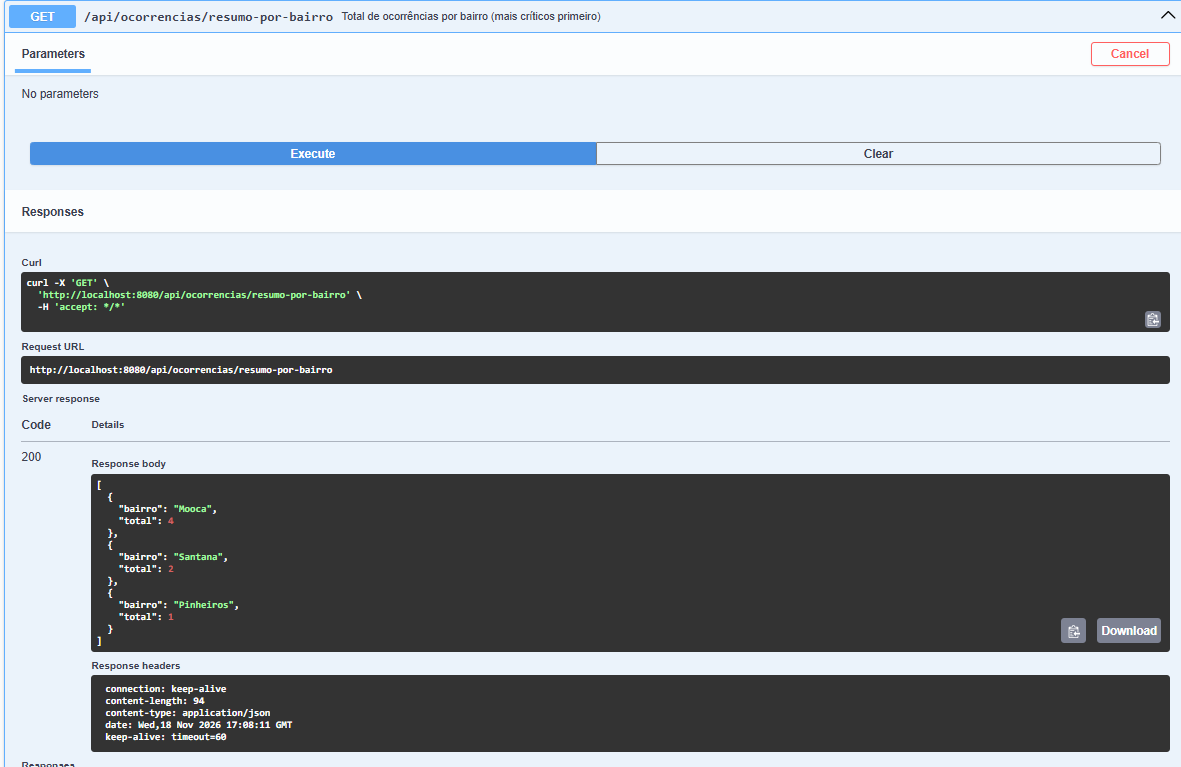 GET /api/ocorrencias/resumo-por-bairro Total de ocorrências por bairro (mais críticos primeiro)
Parameters
Cancel
No parameters
Execute
Clear
Responses
Curl
curl -X 'GET' \
'http://localhost:8080/api/ocorrencias/resumo-por-bairro' \
-H 'accept: */*'
Request URL
http://localhost:8080/api/ocorrencias/resumo-por-bairro
Server response
Code Details
200
Response body
[
{
"bairro": "Mooca",
"total": 4
},
{
"bairro": "Santana",
"total": 2
},
{
"bairro": "Pinheiros",
"total": 1
}
]
Download
Response headers
connection: keep-alive
content-length: 94
content-type: application/json
date: Wed,18 Nov 2026 17:08:11 GMT
keep-alive: timeout=60
Responses